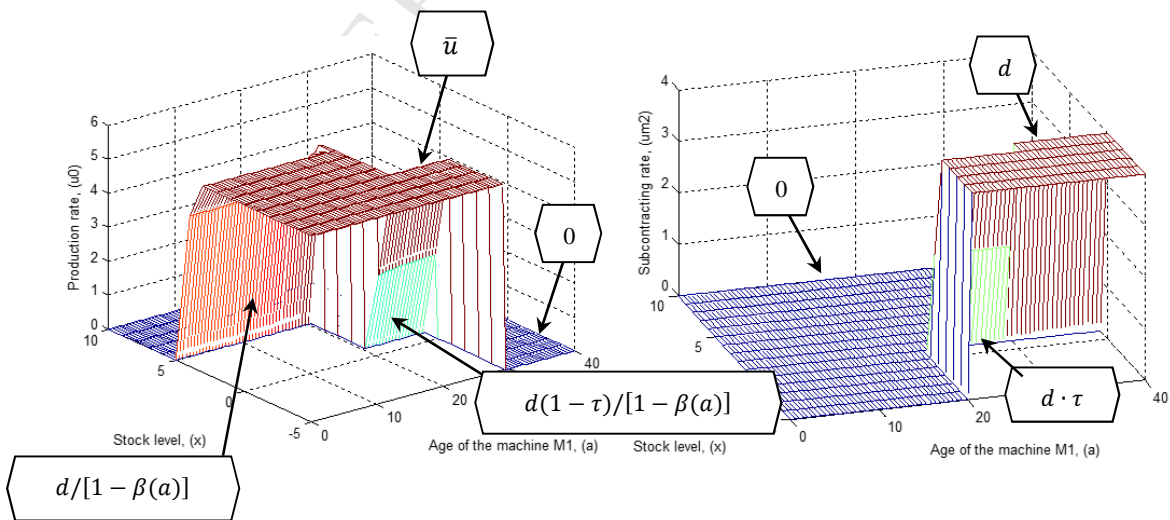 ū
d
0
0
d/[1 − β(a)]
d(1 − τ)/[1 − β(a)]
d · τ
Production rate, (u0)
6
5
4
3
2
1
0
10
5
0
-5
0
10
20
40
Stock level, (x)
Age of the machine M1, (a)
Subcontracting rate, (um2)
4
3
2
1
0
10
5
0
10
20
40
Stock level, (x)
Age of the machine M1, (a)